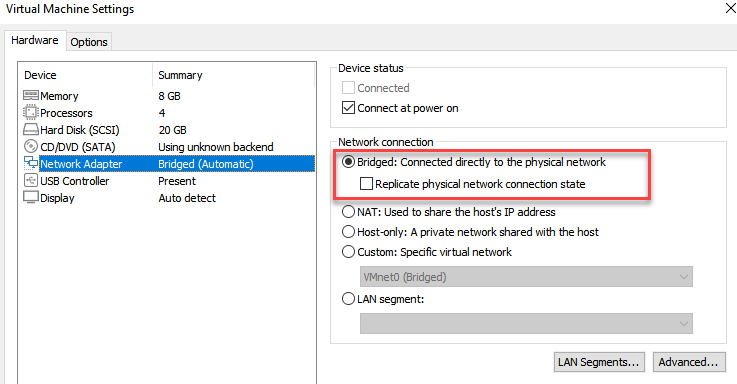 Virtual Machine Settings
Hardware Options
Device Summary
Memory 8 GB
Processors 4
Hard Disk (SCSI) 20 GB
CD/DVD (SATA) Using unknown backend
Network Adapter Bridged (Automatic)
USB Controller Present
Display Auto detect
Device status
Connected
Connect at power on
Network connection
Bridged: Connected directly to the physical network
Replicate physical network connection state
NAT: Used to share the host's IP address
Host-only: A private network shared with the host
Custom: Specific virtual network
VMnet0 (Bridged)
LAN segment:
LAN Segments... Advanced...